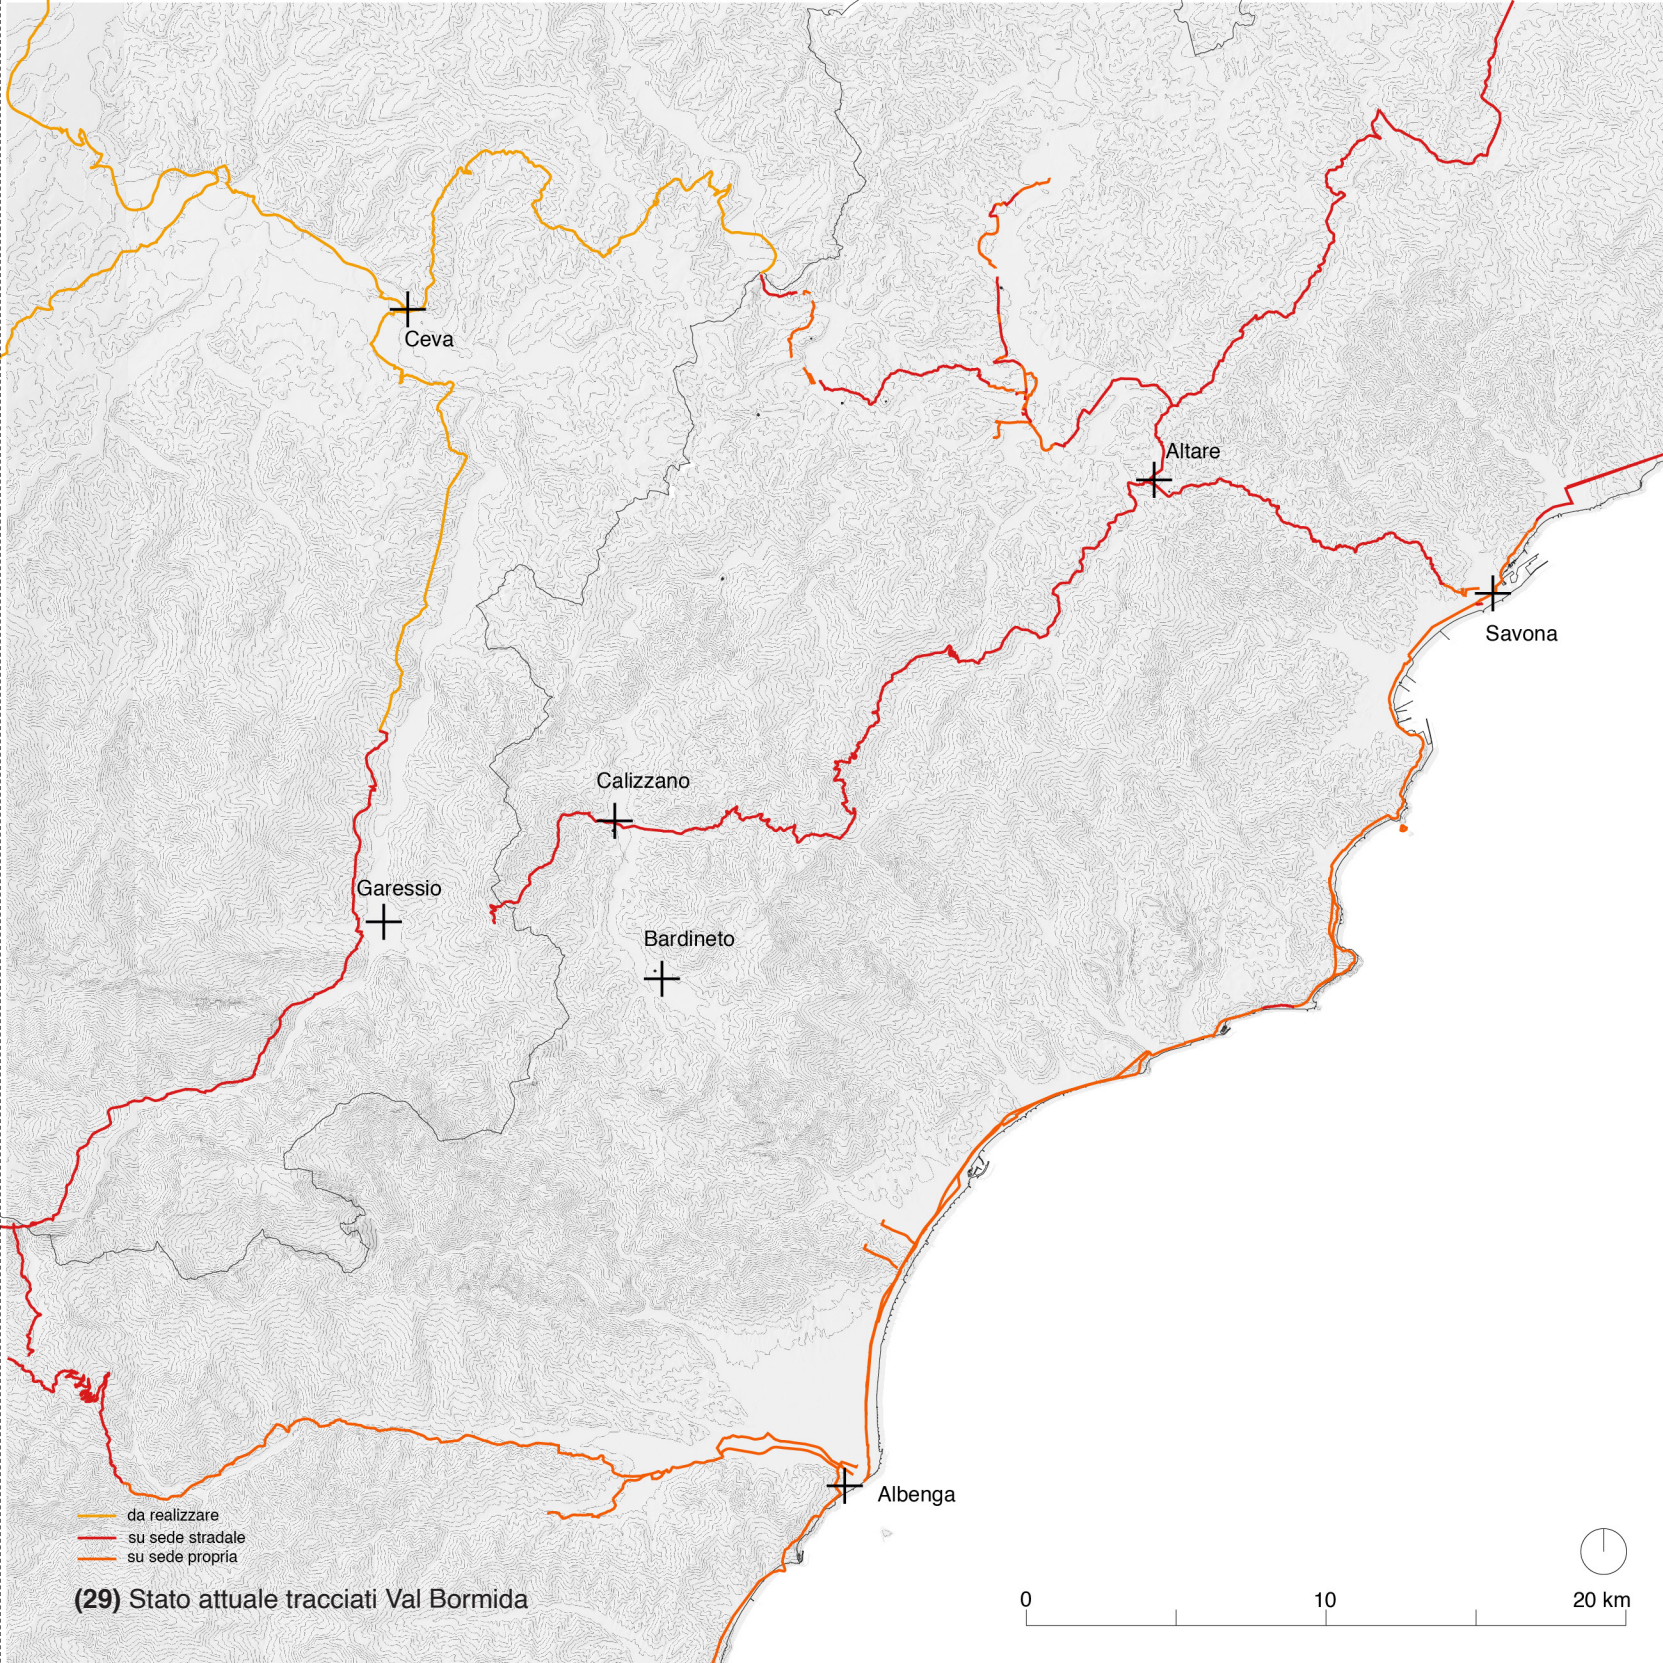 Ceva
Altare
Savona
Calizzano
Garessio
Bardineto
Albenga
da realizzare
su sede stradale
su sede propria
(29) Stato attuale tracciati Val Bormida
0 10 20 km